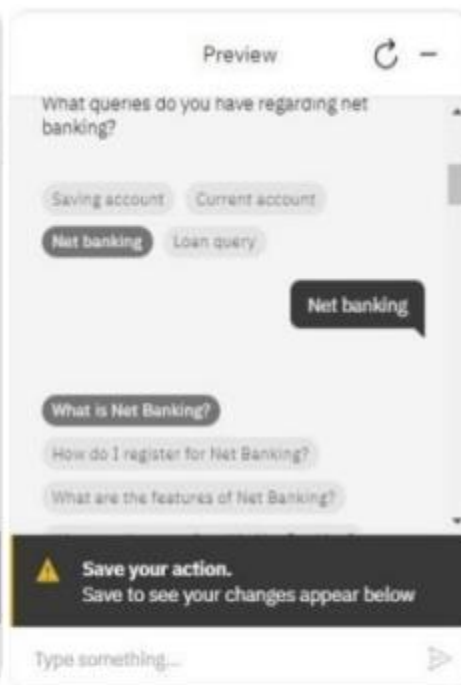 Preview
What queries do you have regarding net
banking?
Saving account Current account
Net banking Loan query
Net banking
What is Net Banking?
How do I register for Net Banking?
What are the features of Net Banking?
Save your action.
Save to see your changes appear below
Type something...